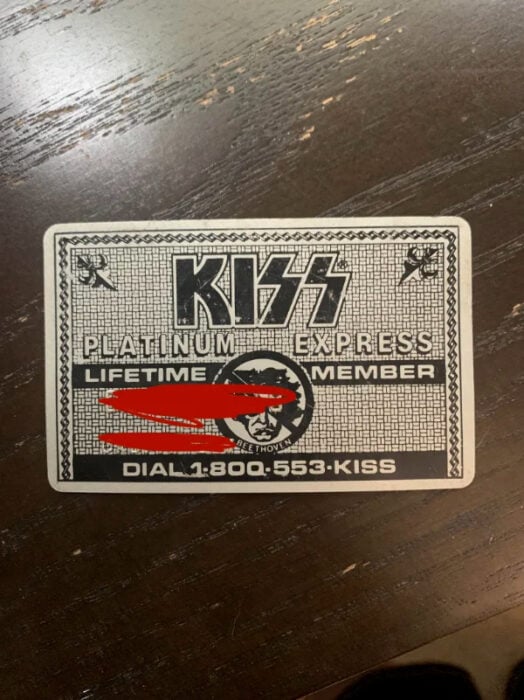 KISS®
PLATINUM EXPRESS
LIFETIME MEMBER
BEETHOVEN
DIAL 1·800·553·KISS